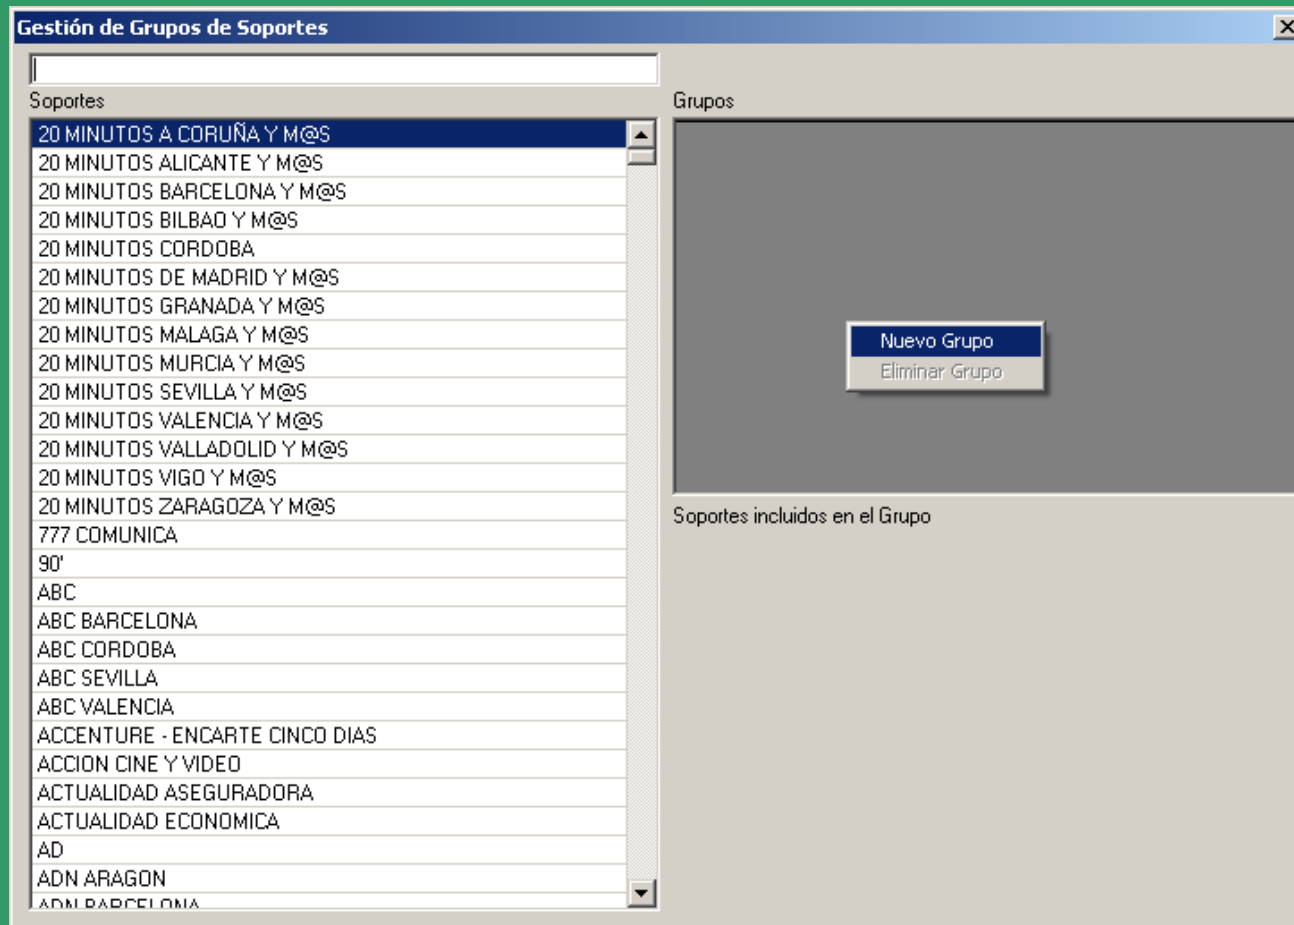 Gestión de Grupos de Soportes
Soportes
20 MINUTOS A CORUÑA Y M@S
20 MINUTOS ALICANTE Y M@S
20 MINUTOS BARCELONA Y M@S
20 MINUTOS BILBAO Y M@S
20 MINUTOS CORDOBA
20 MINUTOS DE MADRID Y M@S
20 MINUTOS GRANADA Y M@S
20 MINUTOS MALAGA Y M@S
20 MINUTOS MURCIA Y M@S
20 MINUTOS SEVILLA Y M@S
20 MINUTOS VALENCIA Y M@S
20 MINUTOS VALLADOLID Y M@S
20 MINUTOS VIGO Y M@S
20 MINUTOS ZARAGOZA Y M@S
777 COMUNICA
90'
ABC
ABC BARCELONA
ABC CORDOBA
ABC SEVILLA
ABC VALENCIA
ACCENTURE - ENCARTE CINCO DIAS
ACCION CINE Y VIDEO
ACTUALIDAD ASEGURADORA
ACTUALIDAD ECONOMICA
AD
ADN ARAGON
ADN BARCELONA
Grupos
Nuevo Grupo
Eliminar Grupo
Soportes incluidos en el Grupo